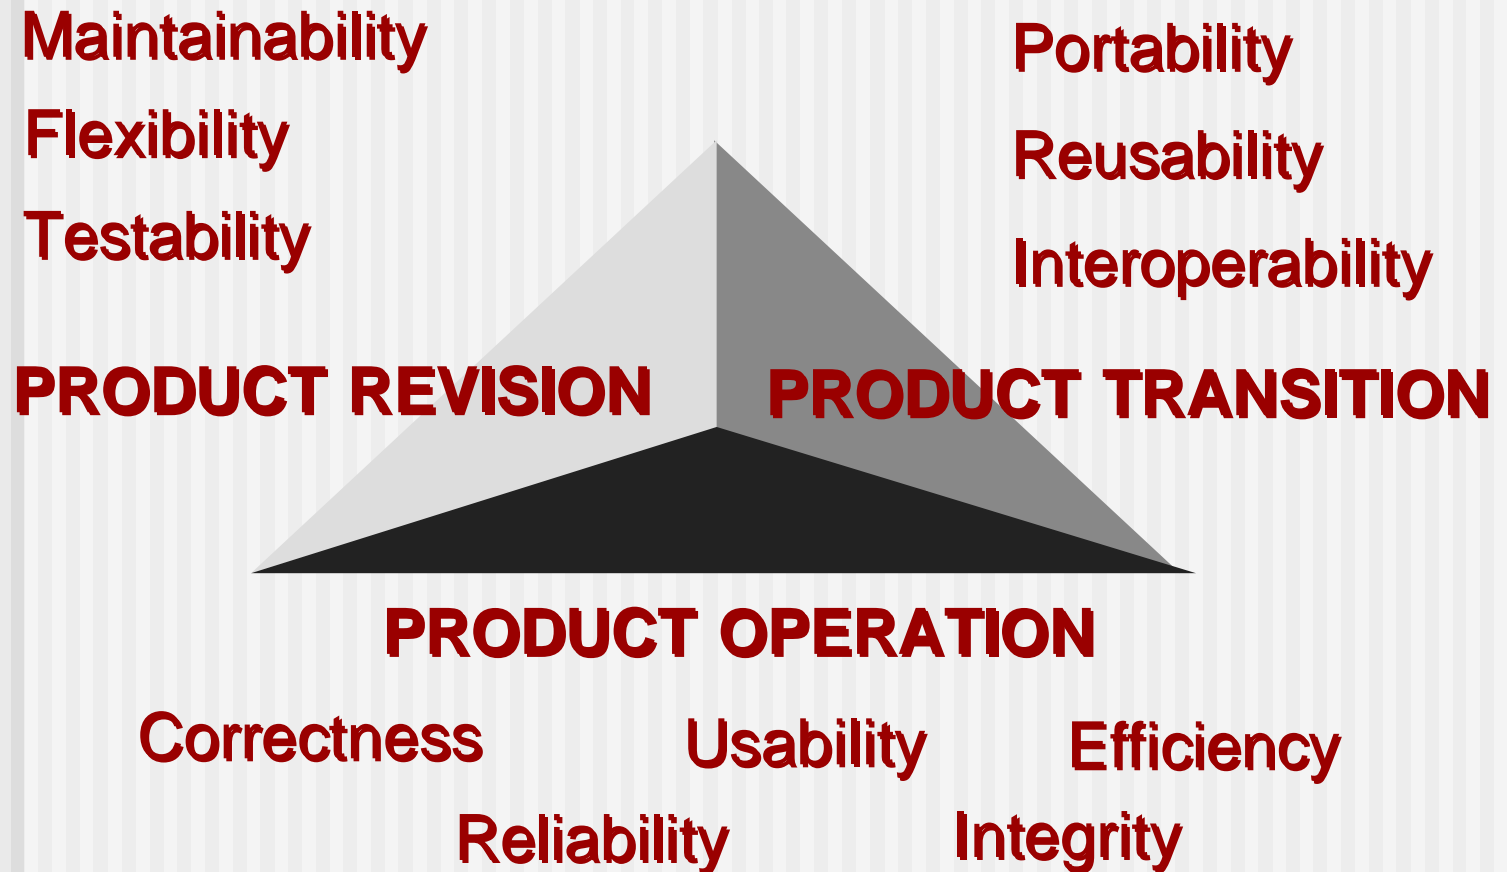 Maintainability
Flexibility
Testability
Portability
Reusability
Interoperability
PRODUCT REVISION
PRODUCT TRANSITION
PRODUCT OPERATION
Correctness
Usability
Efficiency
Reliability
Integrity